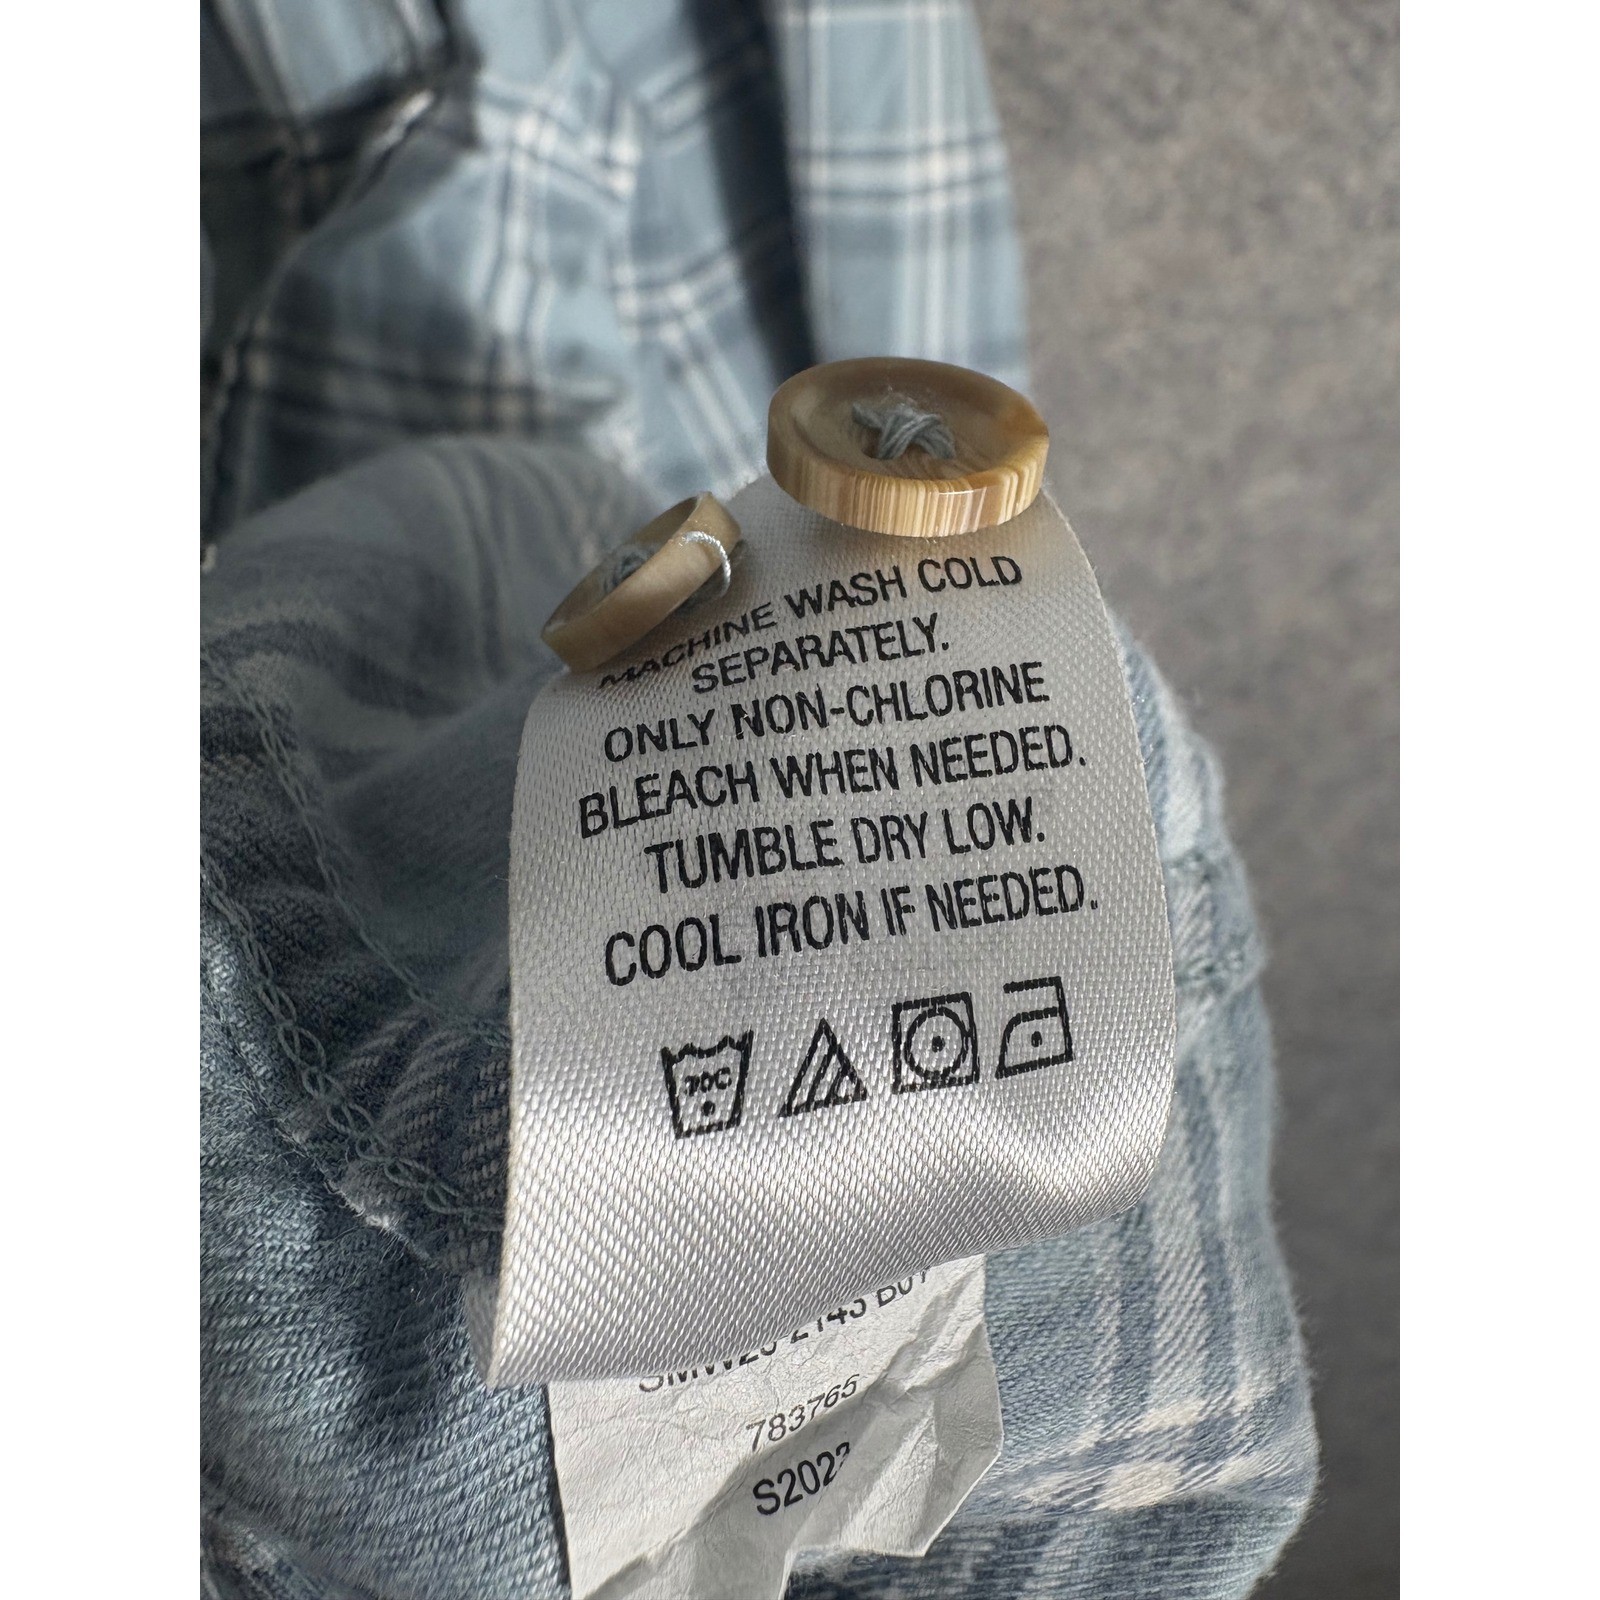 MACHINE WASH COLD
SEPARATELY.
ONLY NON-CHLORINE
BLEACH WHEN NEEDED.
TUMBLE DRY LOW.
COOL IRON IF NEEDED.
783765